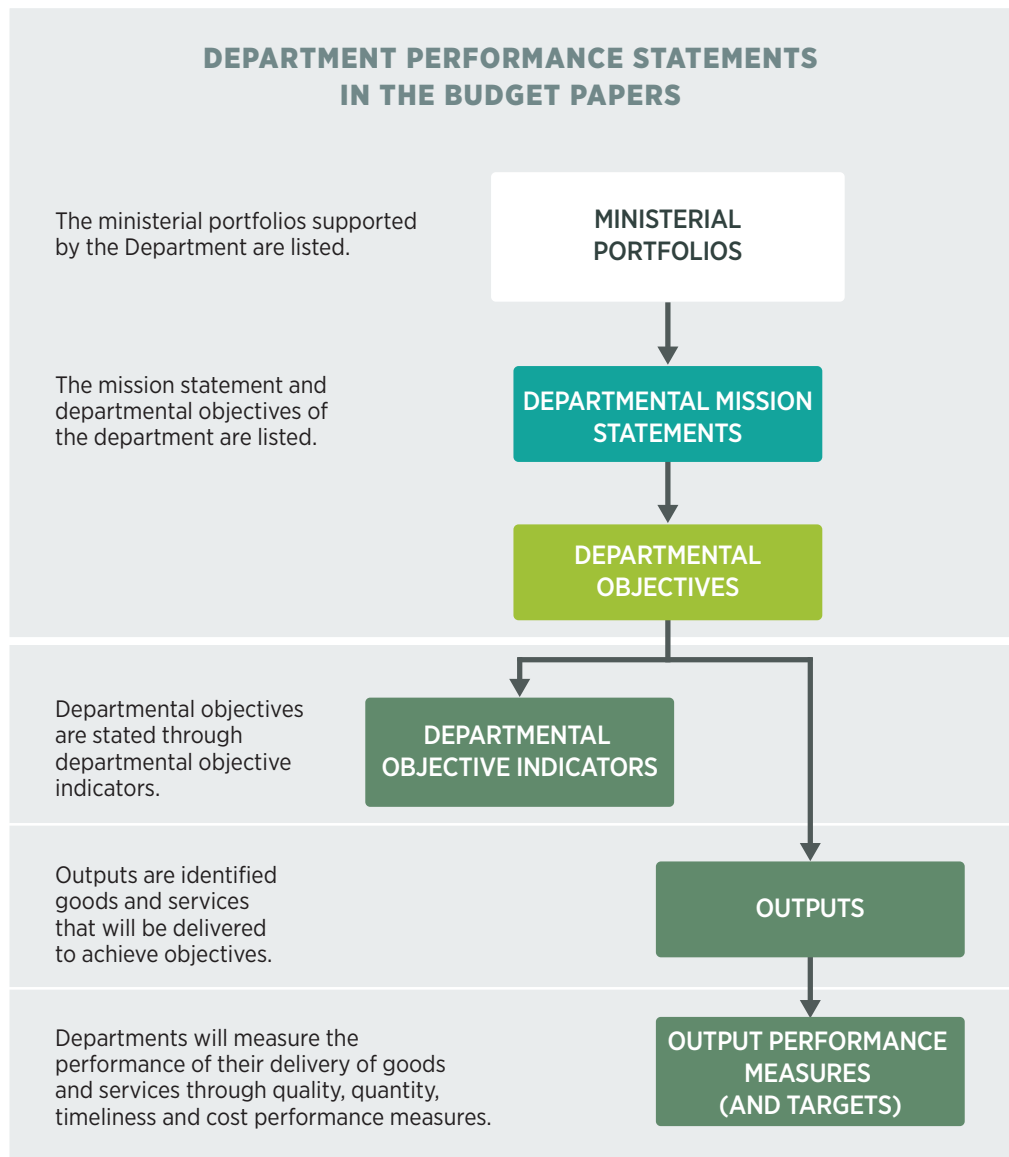 DEPARTMENT PERFORMANCE STATEMENTS
IN THE BUDGET PAPERS
The ministerial portfolios supported
by the Department are listed.
MINISTERIAL
PORTFOLIOS
The mission statement and
departmental objectives of
the department are listed.
DEPARTMENTAL MISSION
STATEMENTS
DEPARTMENTAL
OBJECTIVES
Departmental objectives
are stated through
departmental objective
indicators.
DEPARTMENTAL
OBJECTIVE INDICATORS
Outputs are identified
goods and services
that will be delivered
to achieve objectives.
OUTPUTS
Departments will measure the
performance of their delivery of goods
and services through quality, quantity,
timeliness and cost performance measures.
OUTPUT PERFORMANCE
MEASURES
(AND TARGETS)